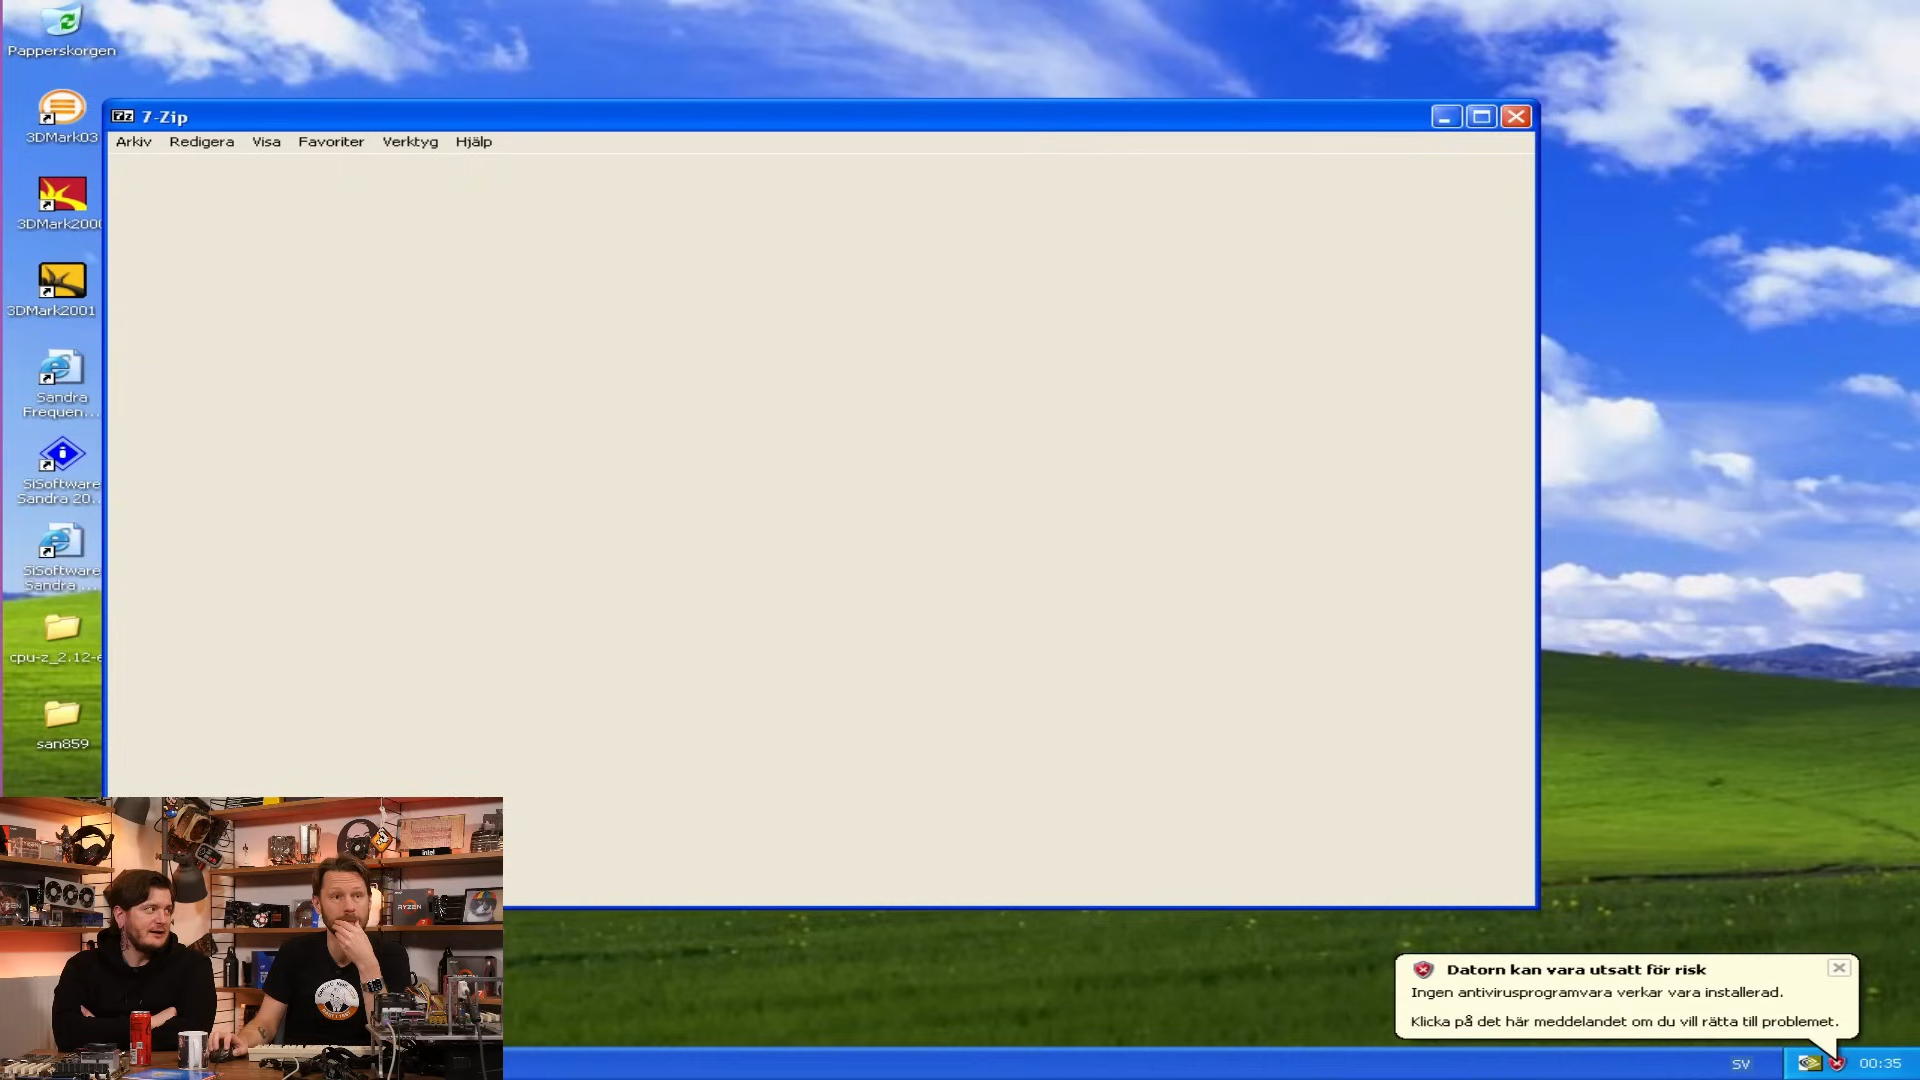 Papperskorgen
3DMark03
3DMark200
3DMark2001
Sandra
Frequen...
SiSoftware
Sandra 20...
SiSoftware
Sandra ...
cpu-z_2.12-e
san859
7-Zip
Arkiv Redigera Visa Favoriter Verktyg Hjälp
intel
RYZEN
Datorn kan vara utsatt för risk
Ingen antivirusprogramvara verkar vara installerad.
Klicka på det här meddelandet om du vill rätta till problemet.
SV
00:35